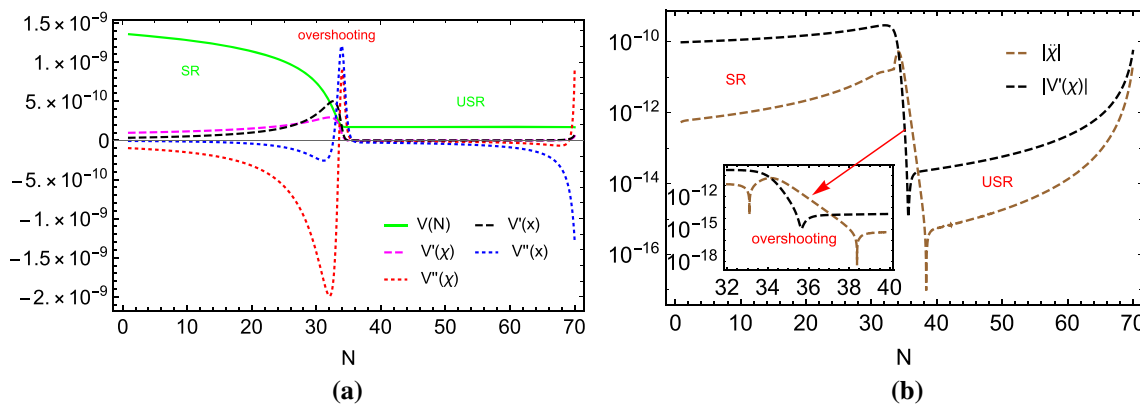 1.5×10⁻⁹
1.×10⁻⁹
5.×10⁻¹⁰
0
−5.×10⁻¹⁰
−1.×10⁻⁹
−1.5×10⁻⁹
−2.×10⁻⁹
overshooting
SR
USR
V(N)
V'(χ)
V''(χ)
V'(x)
V''(x)
0 10 20 30 40 50 60 70
N
(a)
10⁻¹⁰
10⁻¹²
10⁻¹⁴
10⁻¹⁶
SR
|ẍ|
|V'(χ)|
USR
10⁻¹²
10⁻¹⁵
10⁻¹⁸
overshooting
32 34 36 38 40
0 10 20 30 40 50 60 70
N
(b)